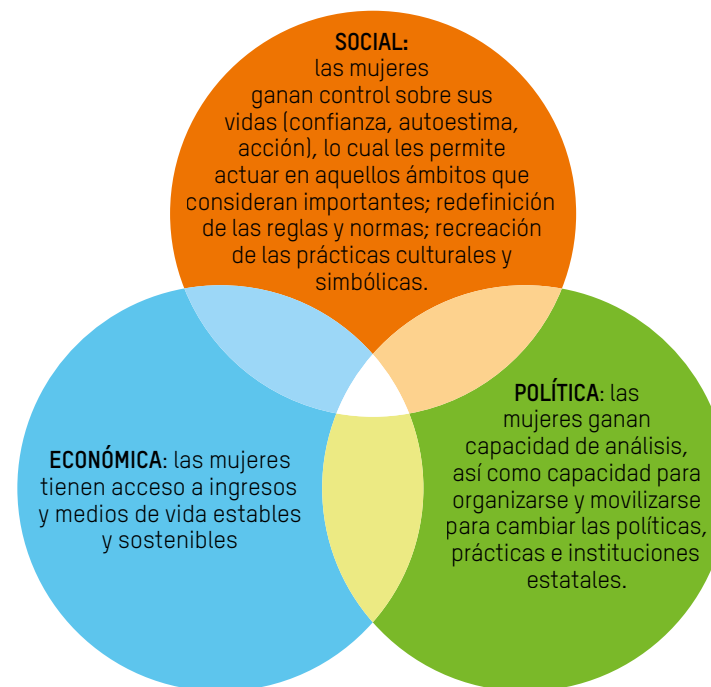 SOCIAL:
las mujeres
ganan control sobre sus
vidas (confianza, autoestima,
acción), lo cual les permite
actuar en aquellos ámbitos que
consideran importantes; redefinición
de las reglas y normas; recreación
de las prácticas culturales y
simbólicas.
ECONÓMICA: las mujeres
tienen acceso a ingresos
y medios de vida estables
y sostenibles
POLÍTICA: las
mujeres ganan
capacidad de análisis,
así como capacidad para
organizarse y movilizarse
para cambiar las políticas,
prácticas e instituciones
estatales.